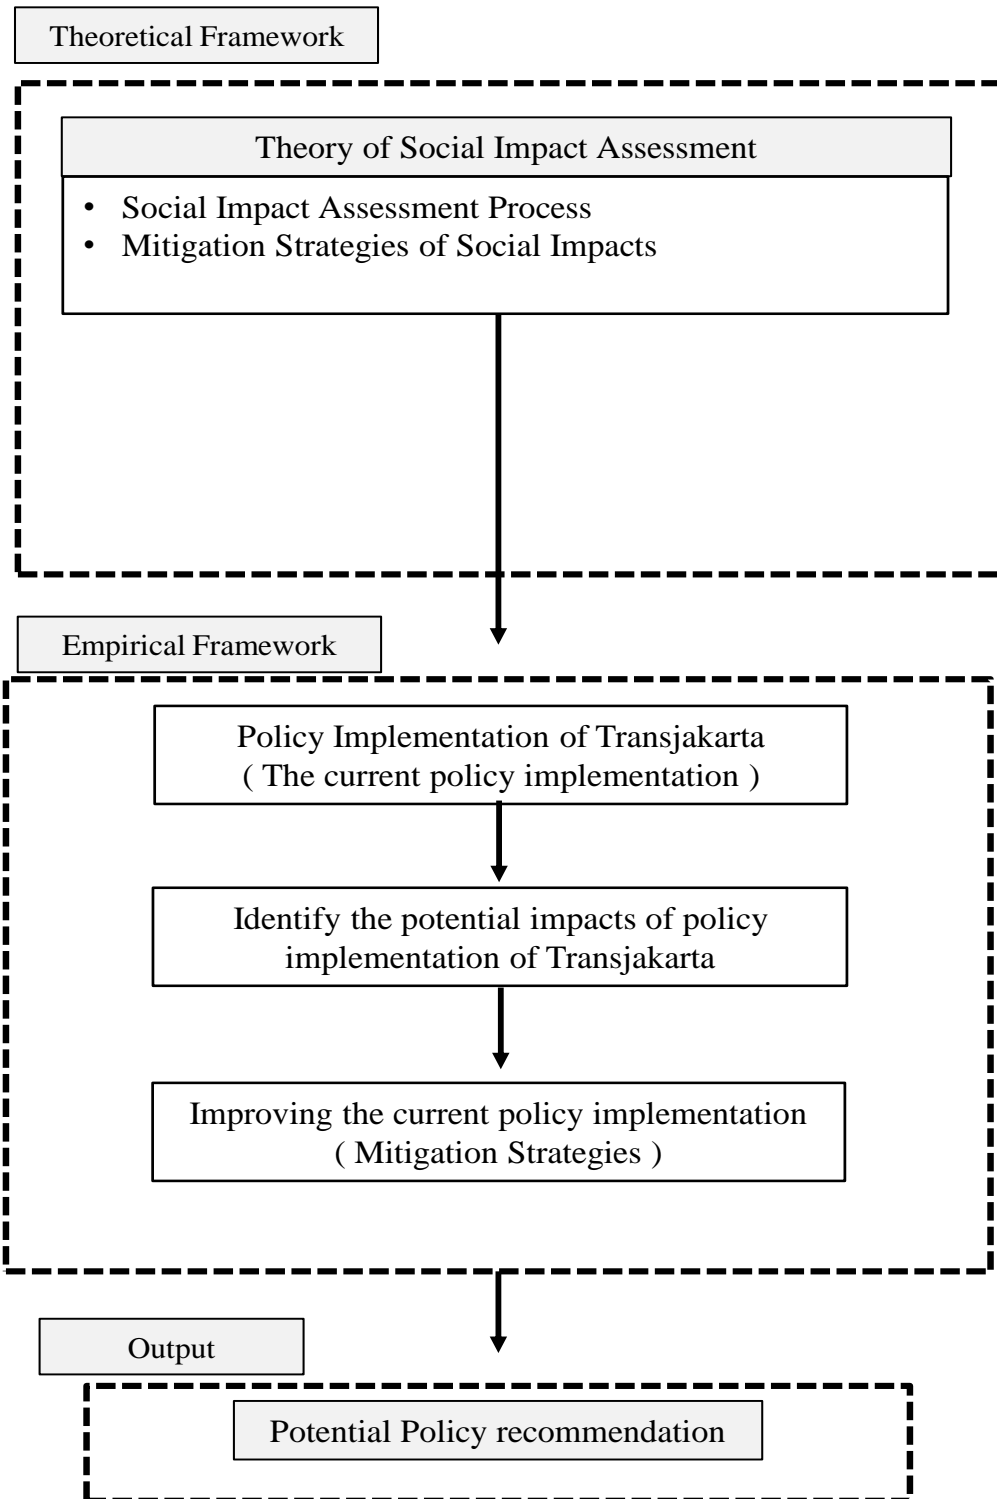 Theoretical Framework
Theory of Social Impact Assessment
• Social Impact Assessment Process
• Mitigation Strategies of Social Impacts
Empirical Framework
Policy Implementation of Transjakarta
( The current policy implementation )
Identify the potential impacts of policy
implementation of Transjakarta
Improving the current policy implementation
( Mitigation Strategies )
Output
Potential Policy recommendation